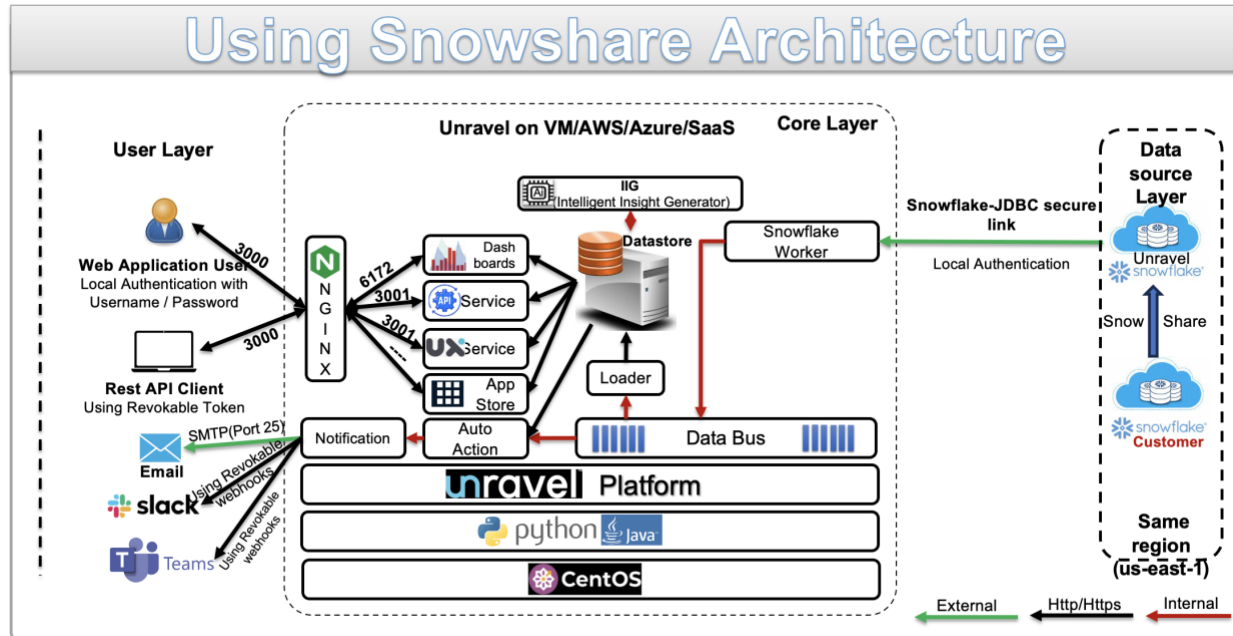 Using Snowshare Architecture
User Layer
Web Application User
Local Authentication with
Username / Password
3000
Rest API Client
Using Revokable Token
3000
SMTP(Port 25)
Email
Using Revokable
webhooks
slack
Using Revokable
webhooks
T
Teams
Unravel on VM/AWS/Azure/SaaS
Core Layer
N
N
G
I
N
X
6172
3001
3001
----
Dash
boards
API
Service
UX
Service
App
Store
Ai
IIG
(Intelligent Insight Generator)
Datastore
Snowflake
Worker
Loader
Notification
Auto
Action
Data Bus
unravel Platform
python
Java
CentOS
Snowflake-JDBC secure
link
Local Authentication
Data
source
Layer
Unravel
snowflake®
Snow
Share
snowflake®
Customer
Same
region
(us-east-1)
External
Http/Https
Internal